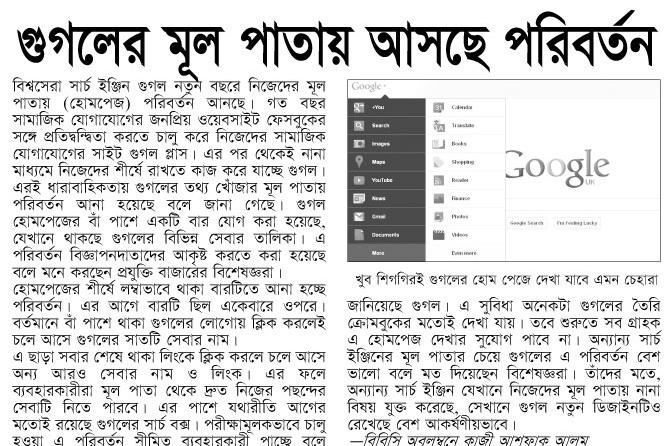 গুগলের মূল পাতায় আসছে পরিবর্তন
বিশ্বসেরা সার্চ ইঞ্জিন গুগল নতুন বছরে নিজেদের মূল
পাতায় (হোমপেজ) পরিবর্তন আনছে। গত বছর
সামাজিক যোগাযোগের জনপ্রিয় ওয়েবসাইট ফেসবুকের
সঙ্গে প্রতিদ্বন্দ্বিতা করতে চালু করে নিজেদের সামাজিক
যোগাযোগের সাইট গুগল প্লাস। এর পর থেকেই নানা
মাধ্যমে নিজেদের শীর্ষে রাখতে কাজ করে যাচ্ছে গুগল।
এরই ধারাবাহিকতায় গুগলের তথ্য খোঁজার মূল পাতায়
পরিবর্তন আনা হয়েছে বলে জানা গেছে। গুগল
হোমপেজের বাঁ পাশে একটি বার যোগ করা হয়েছে,
যেখানে থাকছে গুগলের বিভিন্ন সেবার তালিকা। এ
পরিবর্তন বিজ্ঞাপনদাতাদের আকৃষ্ট করতে করা হয়েছে
বলে মনে করছেন প্রযুক্তি বাজারের বিশেষজ্ঞরা।
হোমপেজের শীর্ষে লম্বাভাবে থাকা বারটিতে আনা হচ্ছে
পরিবর্তন। এর আগে বারটি ছিল একেবারে ওপরে।
বর্তমানে বাঁ পাশে থাকা গুগলের লোগোয় ক্লিক করলেই
চলে আসে গুগলের সাতটি সেবার নাম।
এ ছাড়া সবার শেষে থাকা লিংকে ক্লিক করলে চলে আসে
অন্য আরও সেবার নাম ও লিংক। এর ফলে
ব্যবহারকারীরা মূল পাতা থেকে দ্রুত নিজের পছন্দের
সেবাটি নিতে পারবে। এর পাশে যথারীতি আগের
মতোই রয়েছে গুগলের সার্চ বক্স। পরীক্ষামূলকভাবে চালু
হওয়া এ পরিবর্তন সীমিত ব্যবহারকারী পাচ্ছে বলে
Google
+You
Search
Images
Maps
YouTube
News
Gmail
Documents
More
Calendar
Translate
Books
Shopping
Reader
Finance
Photos
Videos
Even more
Google
UK
Google Search
I'm Feeling Lucky
খুব শিগগিরই গুগলের হোম পেজে দেখা যাবে এমন চেহারা
জানিয়েছে গুগল। এ সুবিধা অনেকটা গুগলের তৈরি
ক্রোমবুকের মতোই দেখা যায়। তবে শুরুতে সব গ্রাহক
এ হোমপেজ দেখার সুযোগ পাবে না। অন্যান্য সার্চ
ইঞ্জিনের মূল পাতার চেয়ে গুগলের এ পরিবর্তন বেশ
ভালো বলে মত দিয়েছেন বিশেষজ্ঞরা। তাঁদের মতে,
অন্যান্য সার্চ ইঞ্জিন যেখানে নিজেদের মূল পাতায় নানা
বিষয় যুক্ত করেছে, সেখানে গুগল নতুন ডিজাইনটিও
রেখেছে বেশ আকর্ষণীয়ভাবে।
—বিবিসি অবলম্বনে কাজী আশফাক আলম